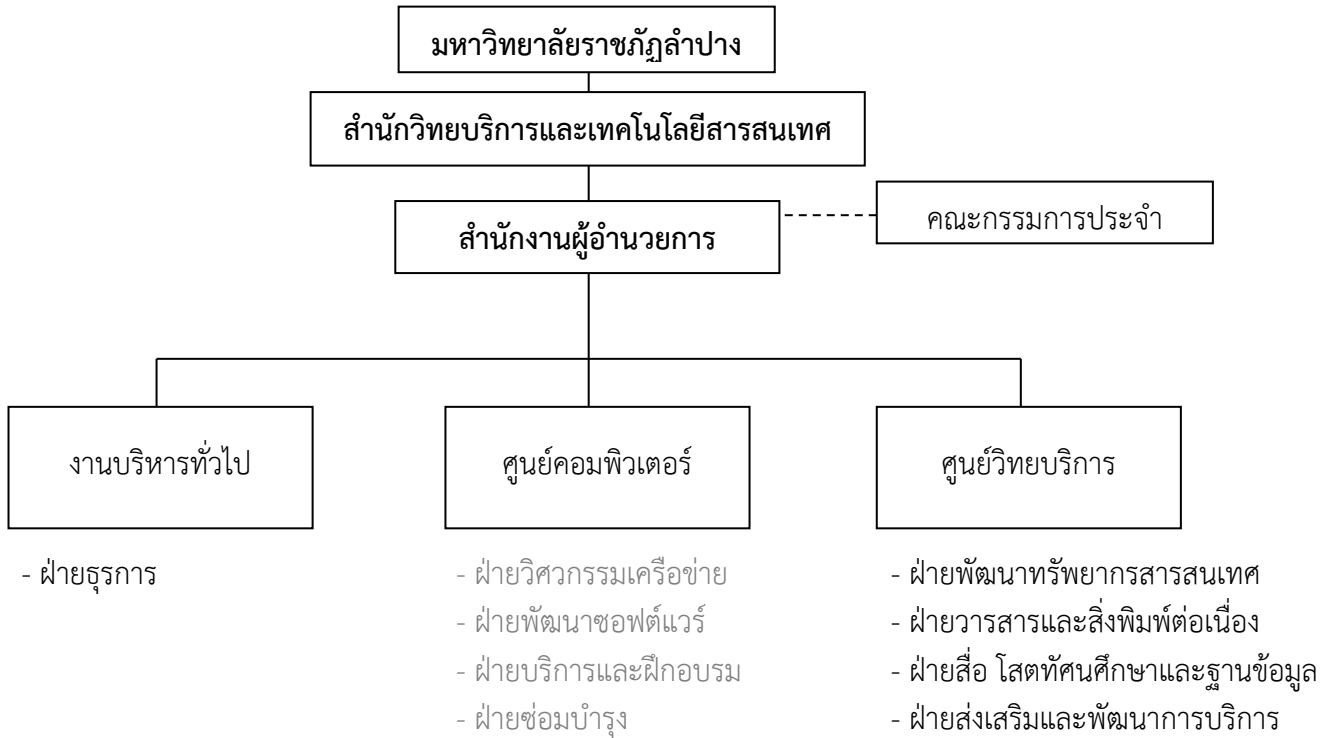 มหาวิทยาลัยราชภัฏลำปาง
สำนักวิทยบริการและเทคโนโลยีสารสนเทศ
สำนักงานผู้อำนวยการ
คณะกรรมการประจำ
งานบริหารทั่วไป
ศูนย์คอมพิวเตอร์
ศูนย์วิทยบริการ
- ฝ่ายธุรการ
- ฝ่ายวิศวกรรมเครือข่าย
- ฝ่ายพัฒนาซอฟต์แวร์
- ฝ่ายบริการและฝึกอบรม
- ฝ่ายซ่อมบำรุง
- ฝ่ายพัฒนาทรัพยากรสารสนเทศ
- ฝ่ายวารสารและสิ่งพิมพ์ต่อเนื่อง
- ฝ่ายสื่อ โสตทัศนศึกษาและฐานข้อมูล
- ฝ่ายส่งเสริมและพัฒนาการบริการ